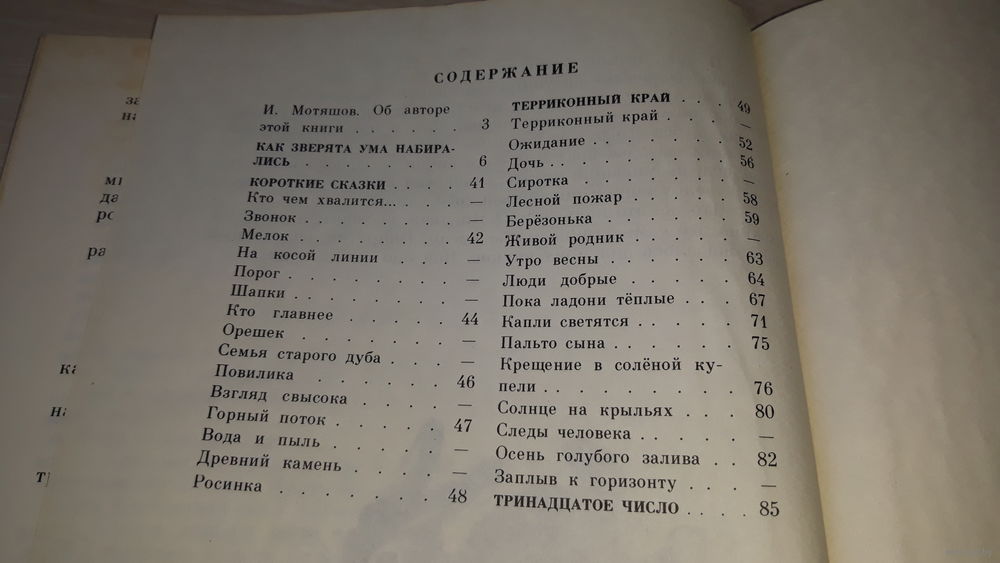 СОДЕРЖАНИЕ
И. Мотяшов. Об авторе
этой книги . . . . . . 3
КАК ЗВЕРЯТА УМА НАБИРА-
ЛИСЬ . . . . . . . . 6
КОРОТКИЕ СКАЗКИ . . . . 41
Кто чем хвалится... . . . —
Звонок . . . . . . . . —
Мелок . . . . . . . . 42
На косой линии . . . —
Порог . . . . . . . . —
Шапки . . . . . . . . —
Кто главнее . . . . . 44
Орешек . . . . . . . —
Семья старого дуба . . . —
Повилика . . . . . . 46
Взгляд свысока . . . . —
Горный поток . . . . . 47
Вода и пыль . . . . . —
Древний камень . . . . —
Росинка . . . . . . . 48
ТЕРРИКОННЫЙ КРАЙ . . . 49
Терриконный край . . . —
Ожидание . . . . . . 52
Дочь . . . . . . . . 56
Сиротка . . . . . . —
Лесной пожар . . . . 58
Берёзонька . . . . . 59
Живой родник . . . . —
Утро весны . . . . . 63
Люди добрые . . . . 64
Пока ладони тёплые . . . 67
Капли светятся . . . . 71
Пальто сына . . . . . 75
Крещение в солёной ку-
пели . . . . . . . . 76
Солнце на крыльях . . . 80
Следы человека . . . . —
Осень голубого залива . . 82
Заплыв к горизонту . . . —
ТРИНАДЦАТОЕ ЧИСЛО . . . . 85